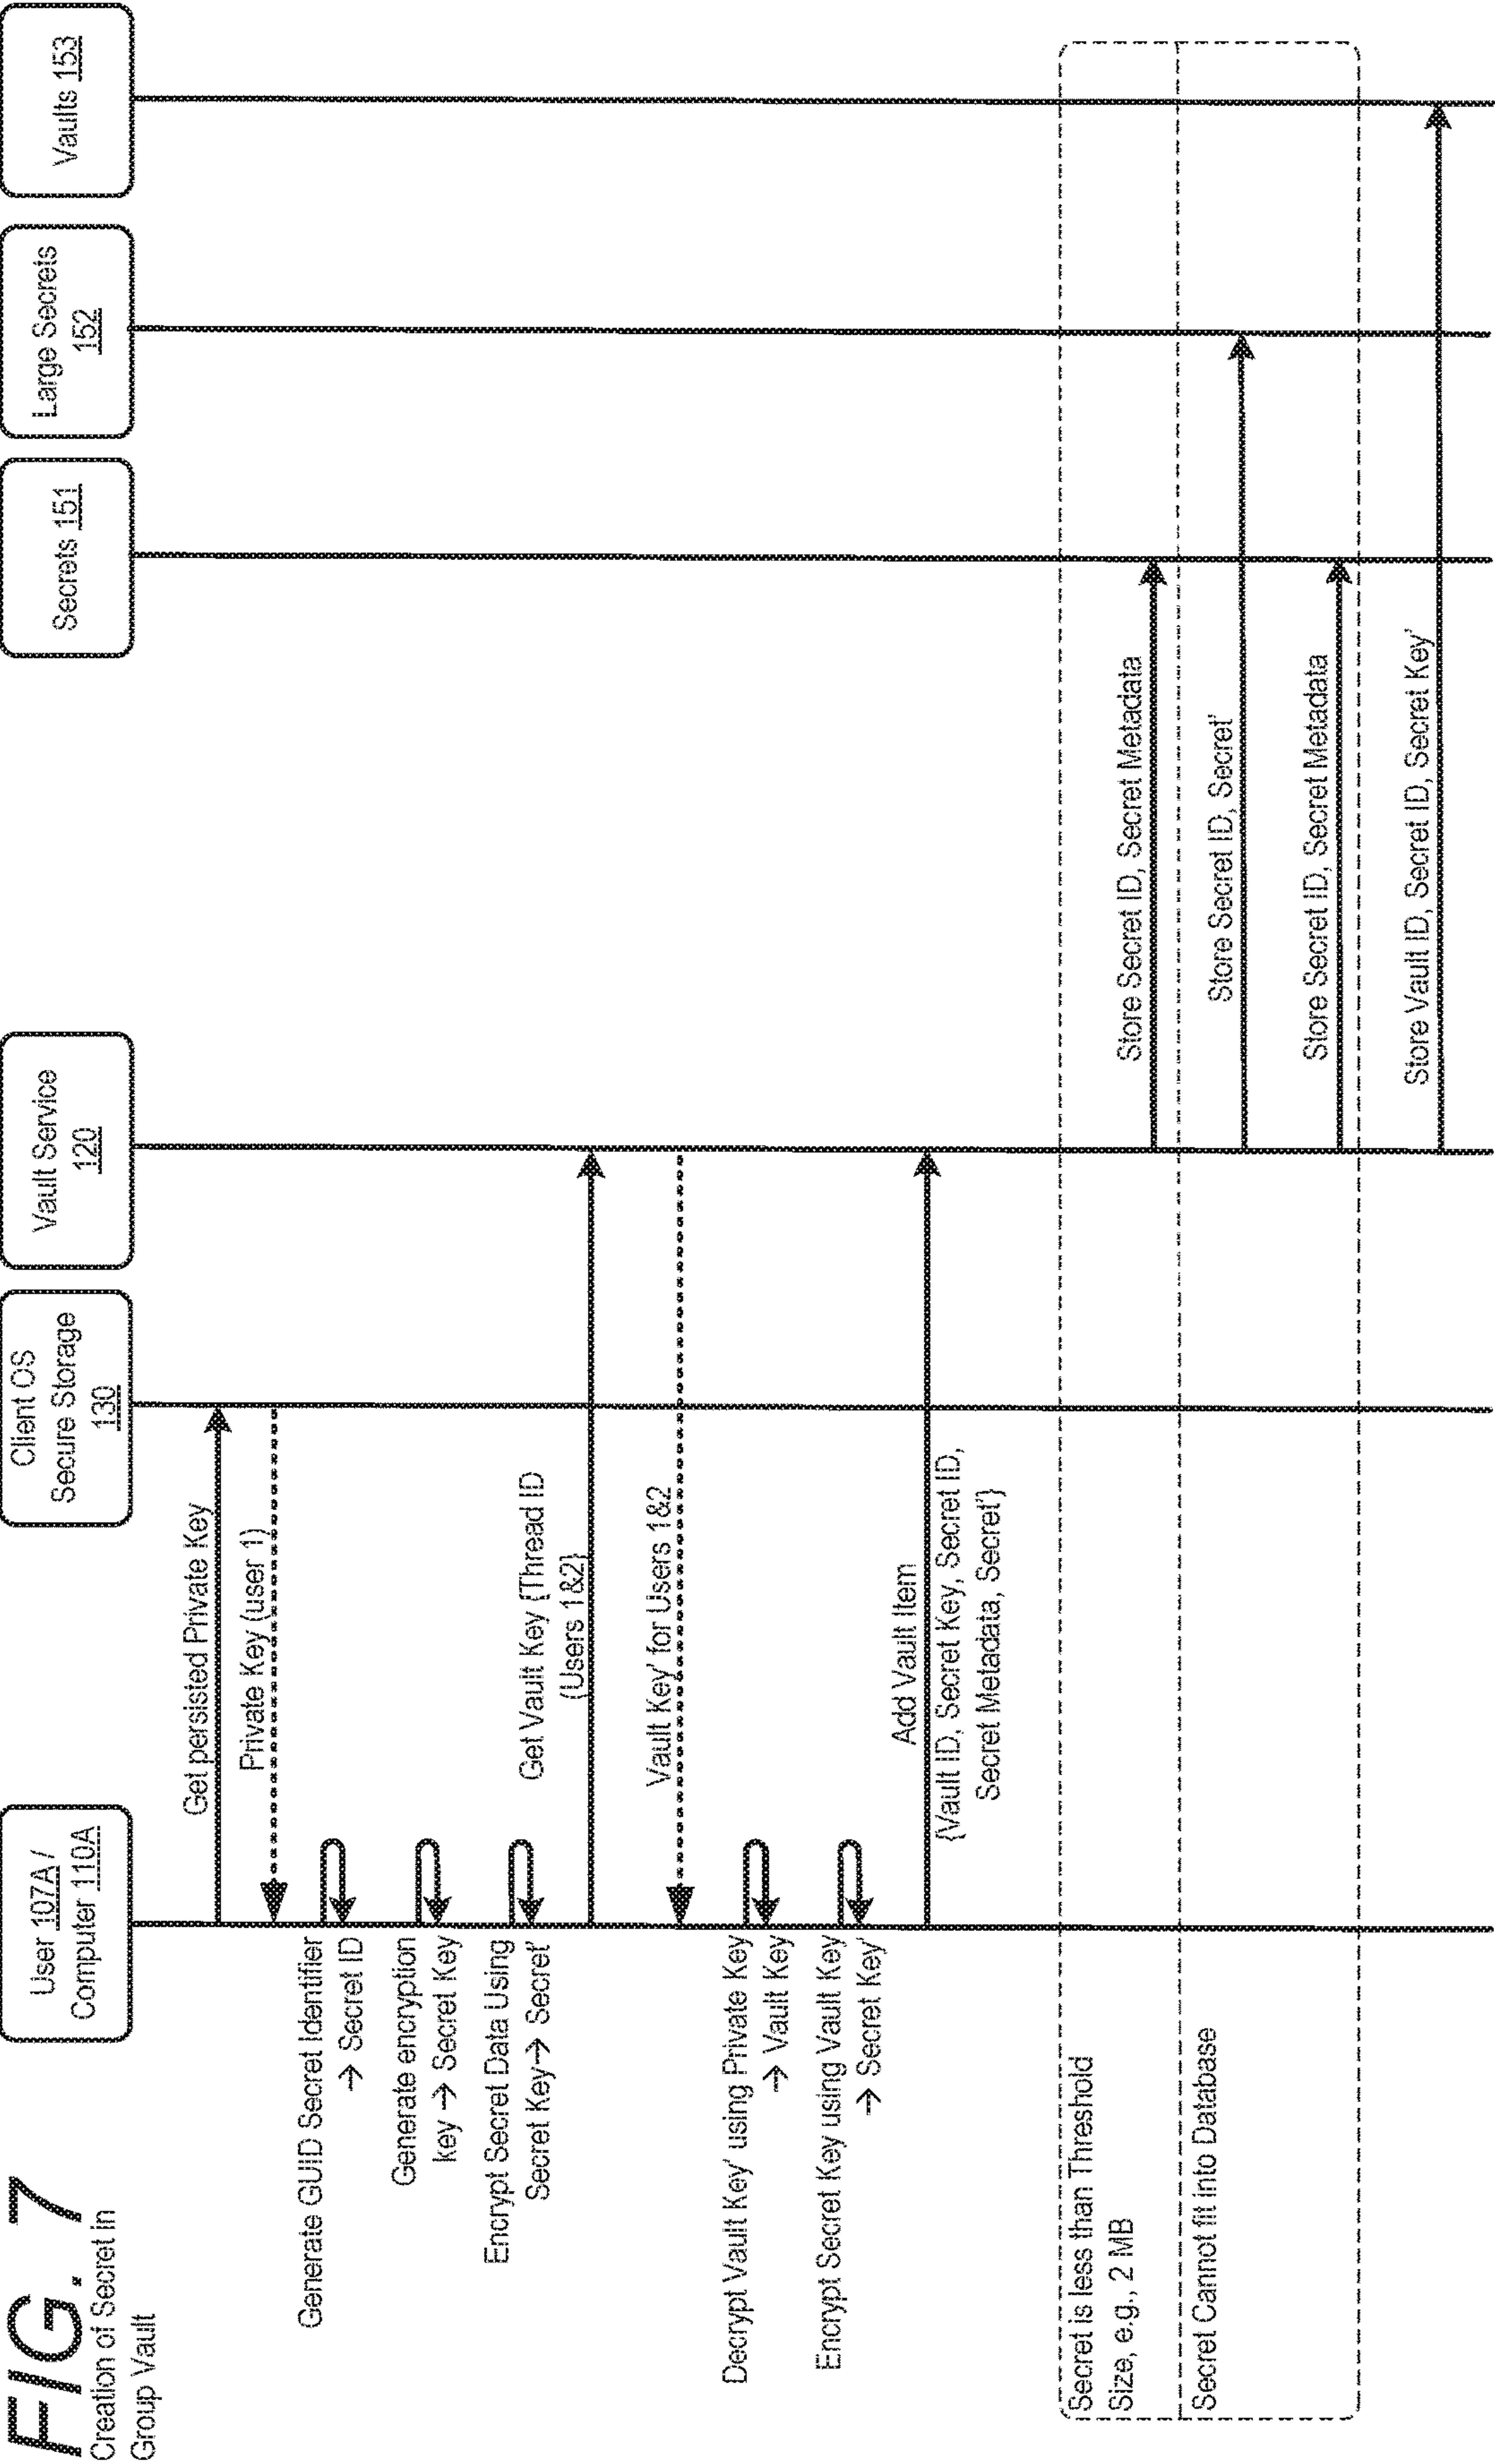 FIG. 7
Creation of Secret in
Group Vault
User 107A /
Computer 110A
Client OS
Secure Storage
130
Vault Service
120
Secrets 151
Large Secrets
152
Vaults 153
Get persisted Private Key
Private Key (user 1)
Generate GUID Secret Identifier
→ Secret ID
Generate encryption
key → Secret Key
Encrypt Secret Data Using
Secret Key→ Secret'
Get Vault Key {Thread ID
(Users 1&2}
Vault Key' for Users 1&2
Decrypt Vault Key' using Private Key
→ Vault Key
Encrypt Secret Key using Vault Key
→ Secret Key'
Add Vault Item
{Vault ID, Secret Key, Secret ID,
Secret Metadata, Secret'}
Secret is less than Threshold
Size, e.g., 2 MB
Store Secret ID, Secret Metadata
Secret Cannot fit into Database
Store Secret ID, Secret'
Store Secret ID, Secret Metadata
Store Vault ID, Secret ID, Secret Key'